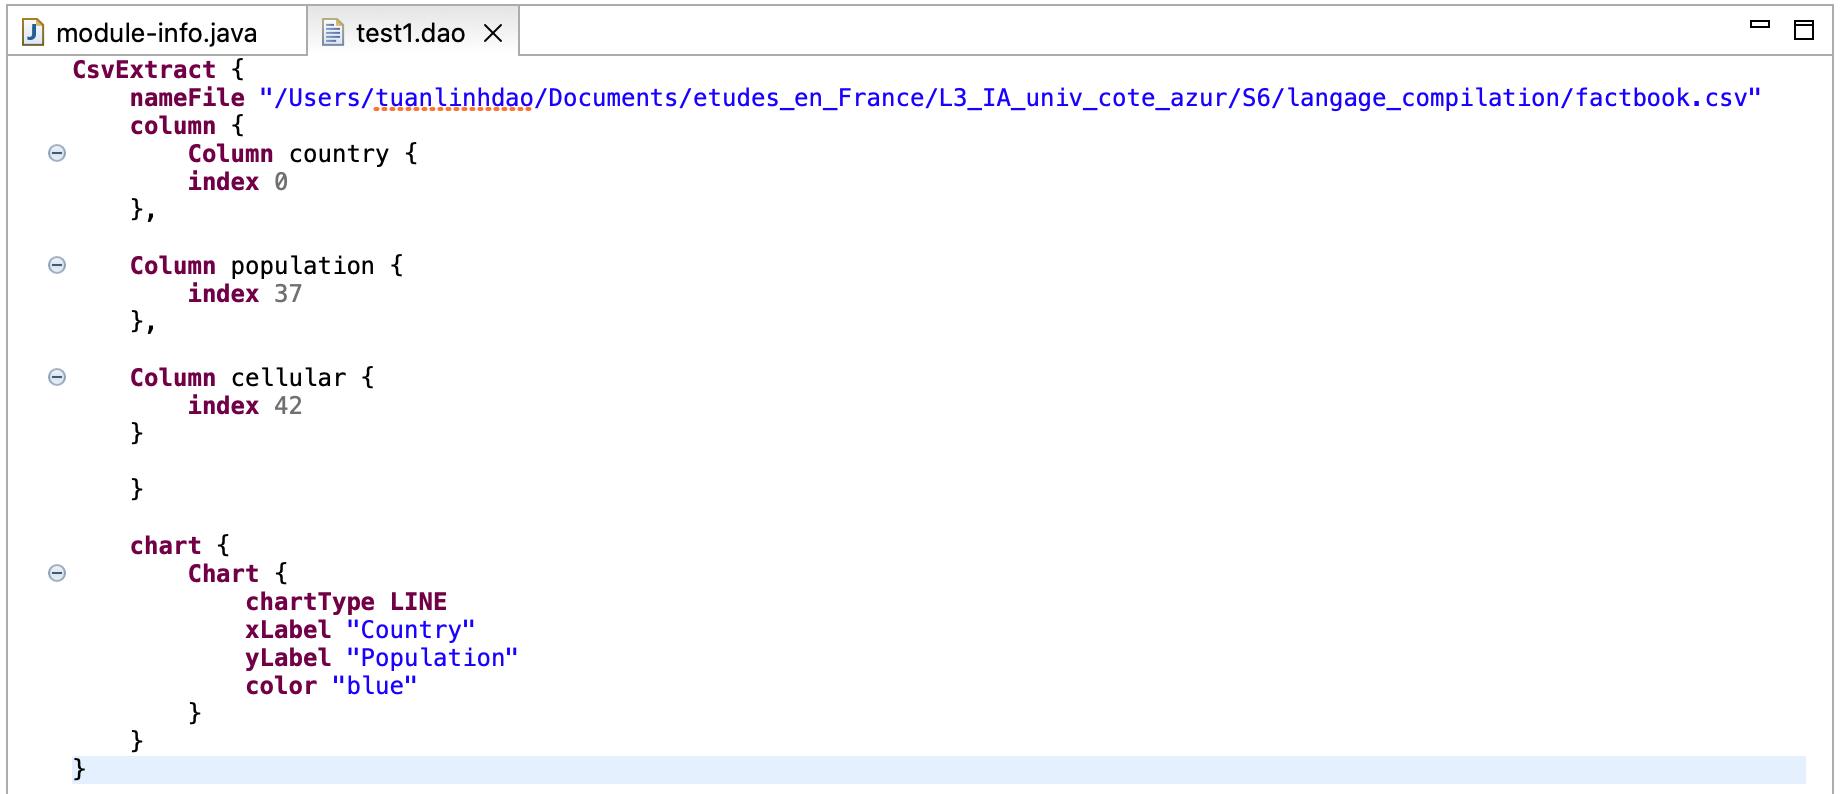 module-info.java
test1.dao
CsvExtract {
nameFile "/Users/tuanlinhdao/Documents/etudes_en_France/L3_IA_univ_cote_azur/S6/langage_compilation/factbook.csv"
column {
Column country {
index 0
},
Column population {
index 37
},
Column cellular {
index 42
}
}
chart {
Chart {
chartType LINE
xLabel "Country"
yLabel "Population"
color "blue"
}
}
}